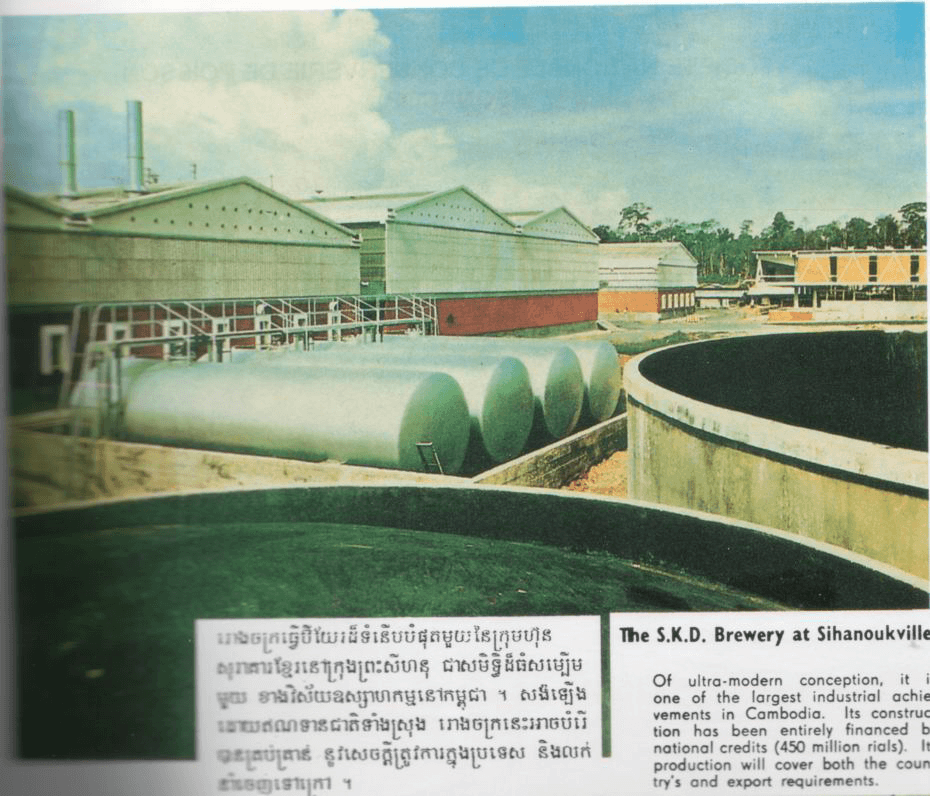 រោងចក្រធ្វើបៀយែរដ៏ទំនើបបំផុតមួយនៃក្រុមហ៊ុន
សុរាគារខ្មែរនៅក្រុងព្រះសីហនុ ជាសមិទ្ធិដ៏ធំសម្បើម
មួយ ខាងវិស័យឧស្សាហកម្មនៅកម្ពុជា ។ សង់ឡើង
ដោយឥណទានជាតិទាំងស្រុង រោងចក្រនេះអាចបំរើ
បានគ្រប់គ្រាន់ នូវសេចក្ដីត្រូវការក្នុងប្រទេស និងលក់
នាំចេញទៅក្រៅ ។
The S.K.D. Brewery at Sihanoukville
Of ultra-modern conception, it i
one of the largest industrial achie
vements in Cambodia. Its construc
tion has been entirely financed b
national credits (450 million rials). It
production will cover both the coun
try's and export requirements.